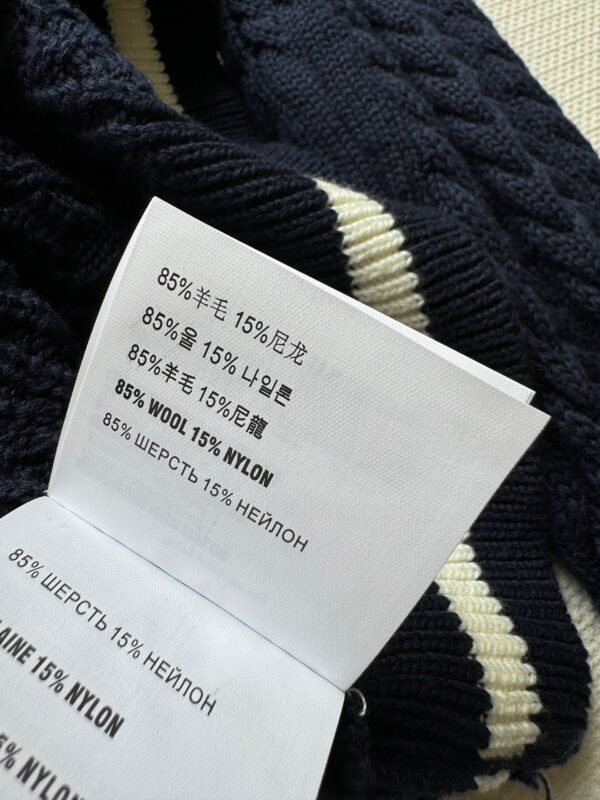 85%羊毛 15%尼龙
85%울 15% 나일론
85%羊毛 15%尼龍
85% WOOL 15% NYLON
85% ШЕРСТЬ 15% НЕЙЛОН
85% ШЕРСТЬ 15% НЕЙЛОН
AINE 15% NYLON
5% NYLON